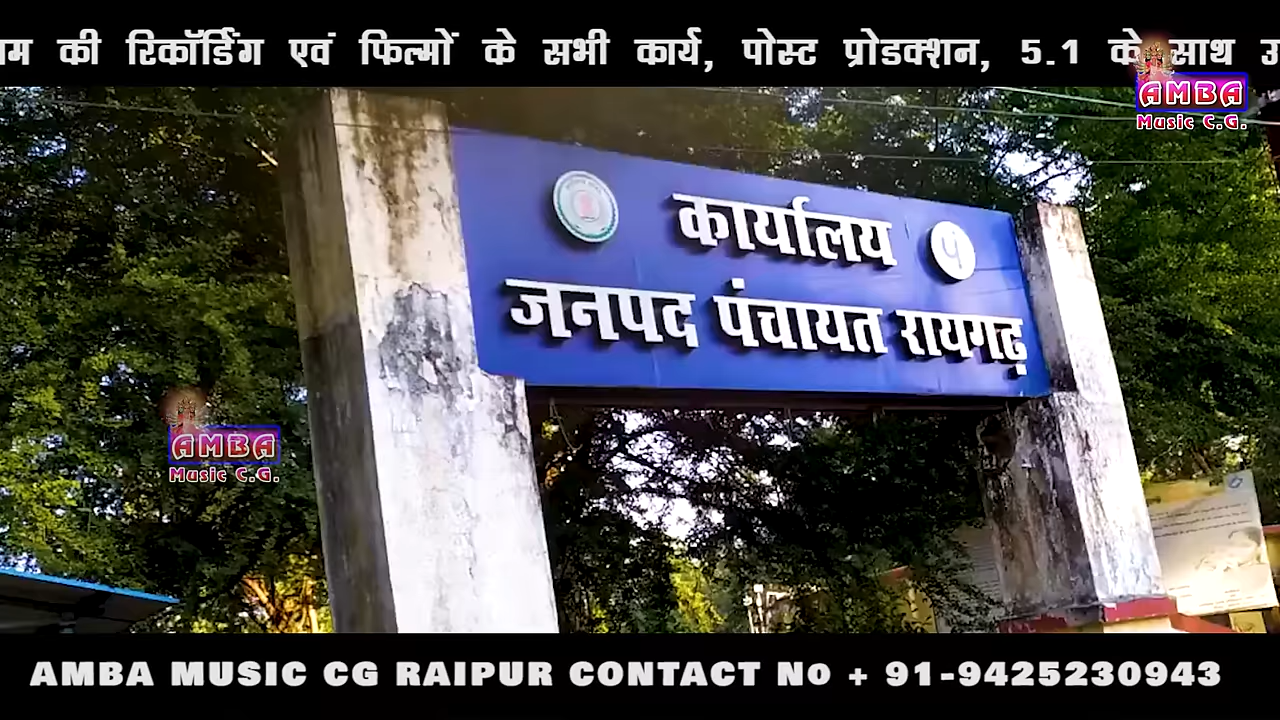 की रिकॉर्डिंग एवं फिल्मों के सभी कार्य, पोस्ट प्रोडक्शन, 5.1 के साथ
AMBA
Music C.G.
कार्यालय
पं
जनपद पंचायत रायगढ़
AMBA
Music C.G.
AMBA MUSIC CG RAIPUR CONTACT No + 91-9425230943